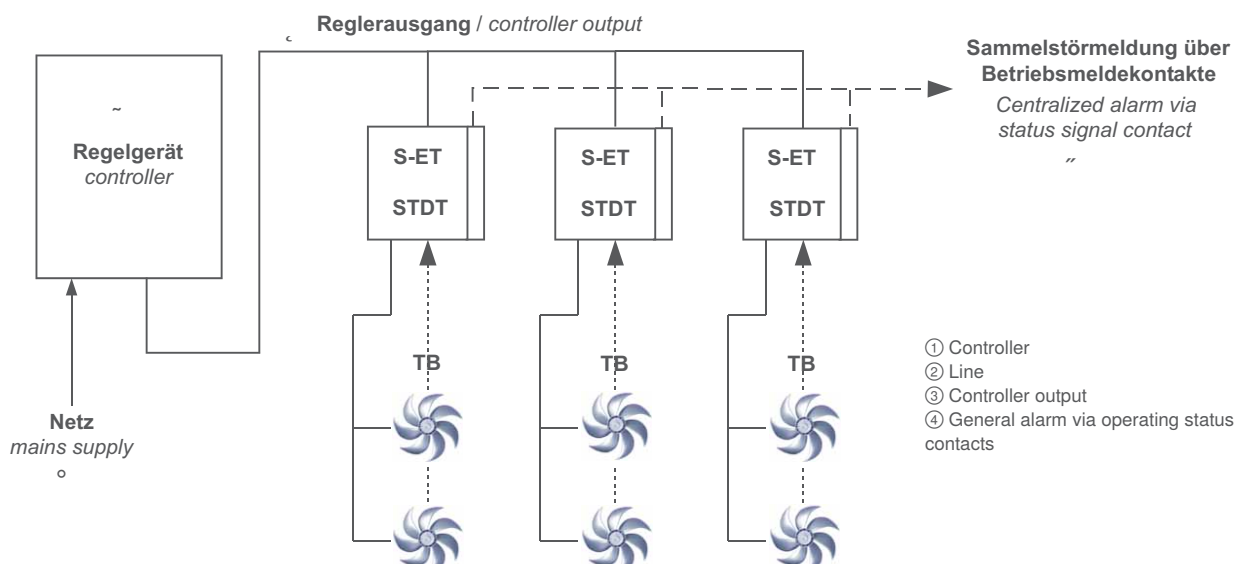 Reglerausgang / controller output
Sammelstörmeldung über
Betriebsmeldekontakte
Centralized alarm via
status signal contact
Regelgerät
controller
S-ET
STDT
S-ET
STDT
S-ET
STDT
TB
TB
TB
Netz
mains supply
① Controller
② Line
③ Controller output
④ General alarm via operating status
contacts